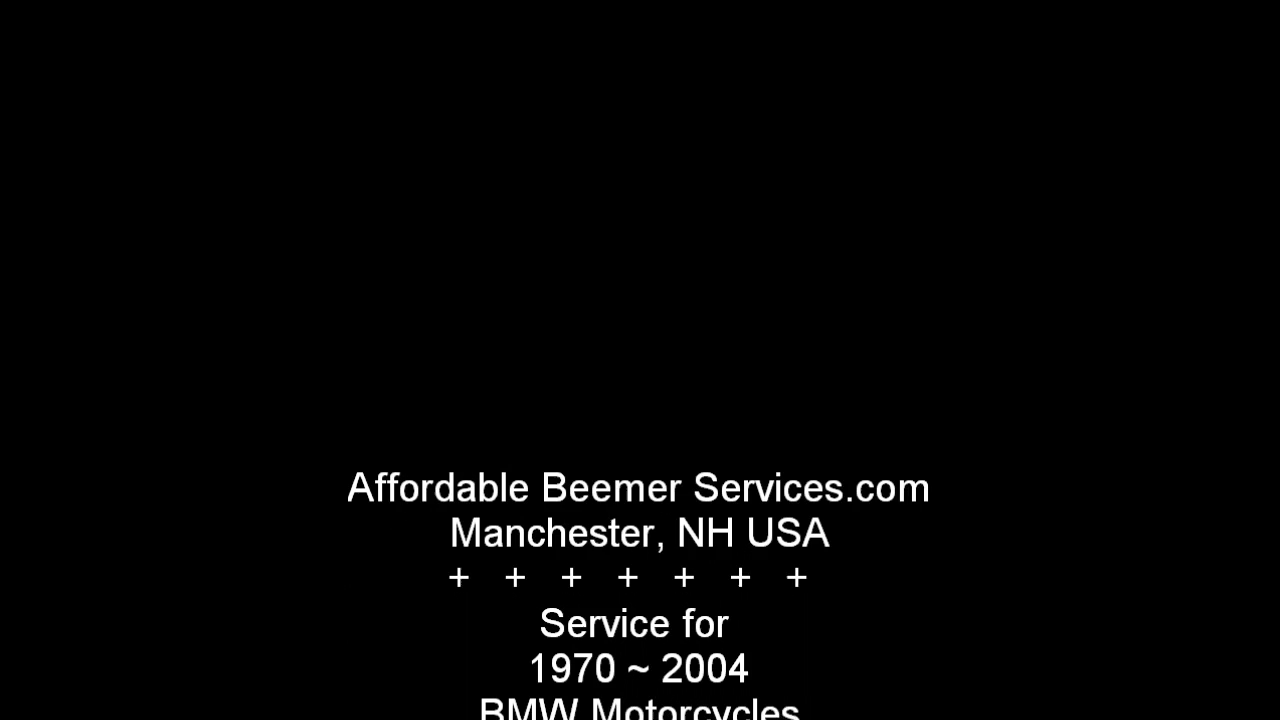 Affordable Beemer Services.com
Manchester, NH USA
+ + + + + + +
Service for
1970 ~ 2004
BMW Motorcycles